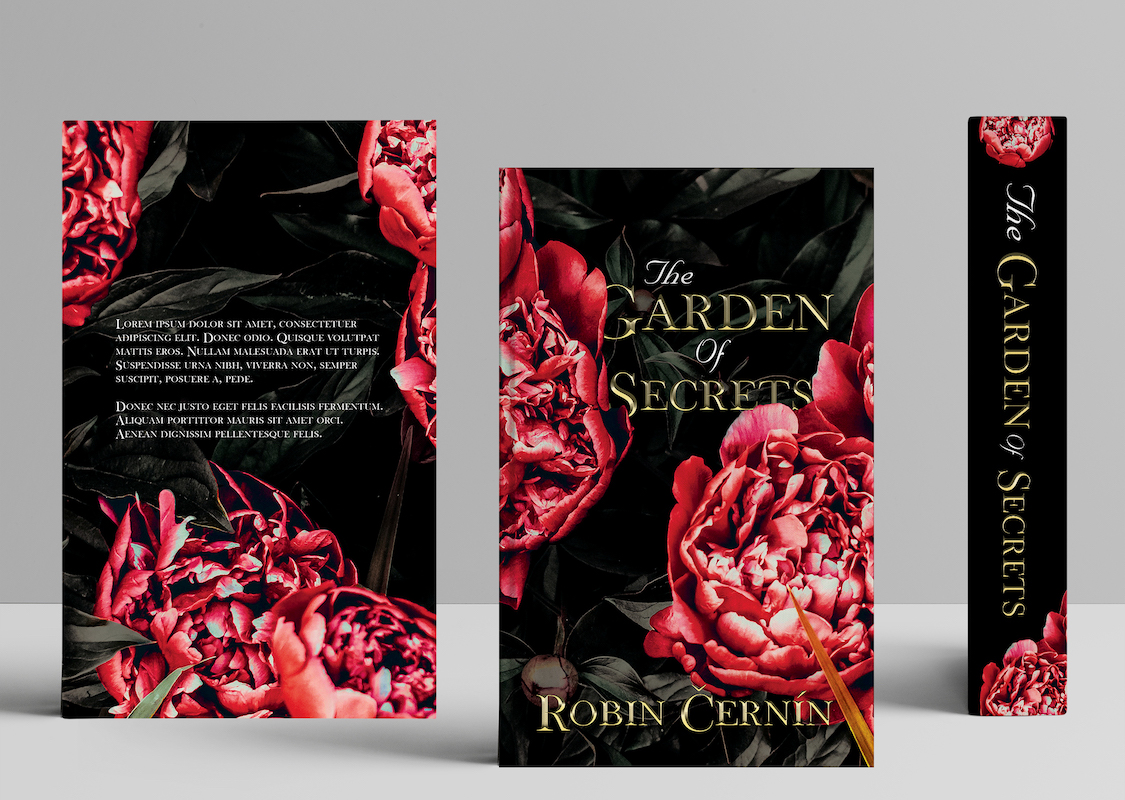 Lorem ipsum dolor sit amet, consectetuer
adipiscing elit. Donec odio. Quisque volutpat
mattis eros. Nullam malesuada erat ut turpis.
Suspendisse urna nibh, viverra non, semper
suscipit, posuere a, pede.
Donec nec justo eget felis facilisis fermentum.
Aliquam porttitor mauris sit amet orci.
Aenean dignissim pellentesque felis.
The
Garden
Of
Secrets
Robin Černín
The Garden Of Secrets